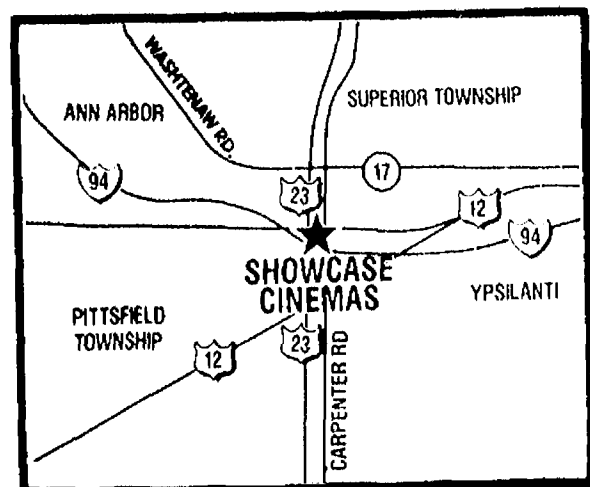 WASHTENAW RD.
ANN ARBOR
SUPERIOR TOWNSHIP
94
23
17
12
94
SHOWCASE
CINEMAS
YPSILANTI
PITTSFIELD
TOWNSHIP
12
23
CARPENTER RD